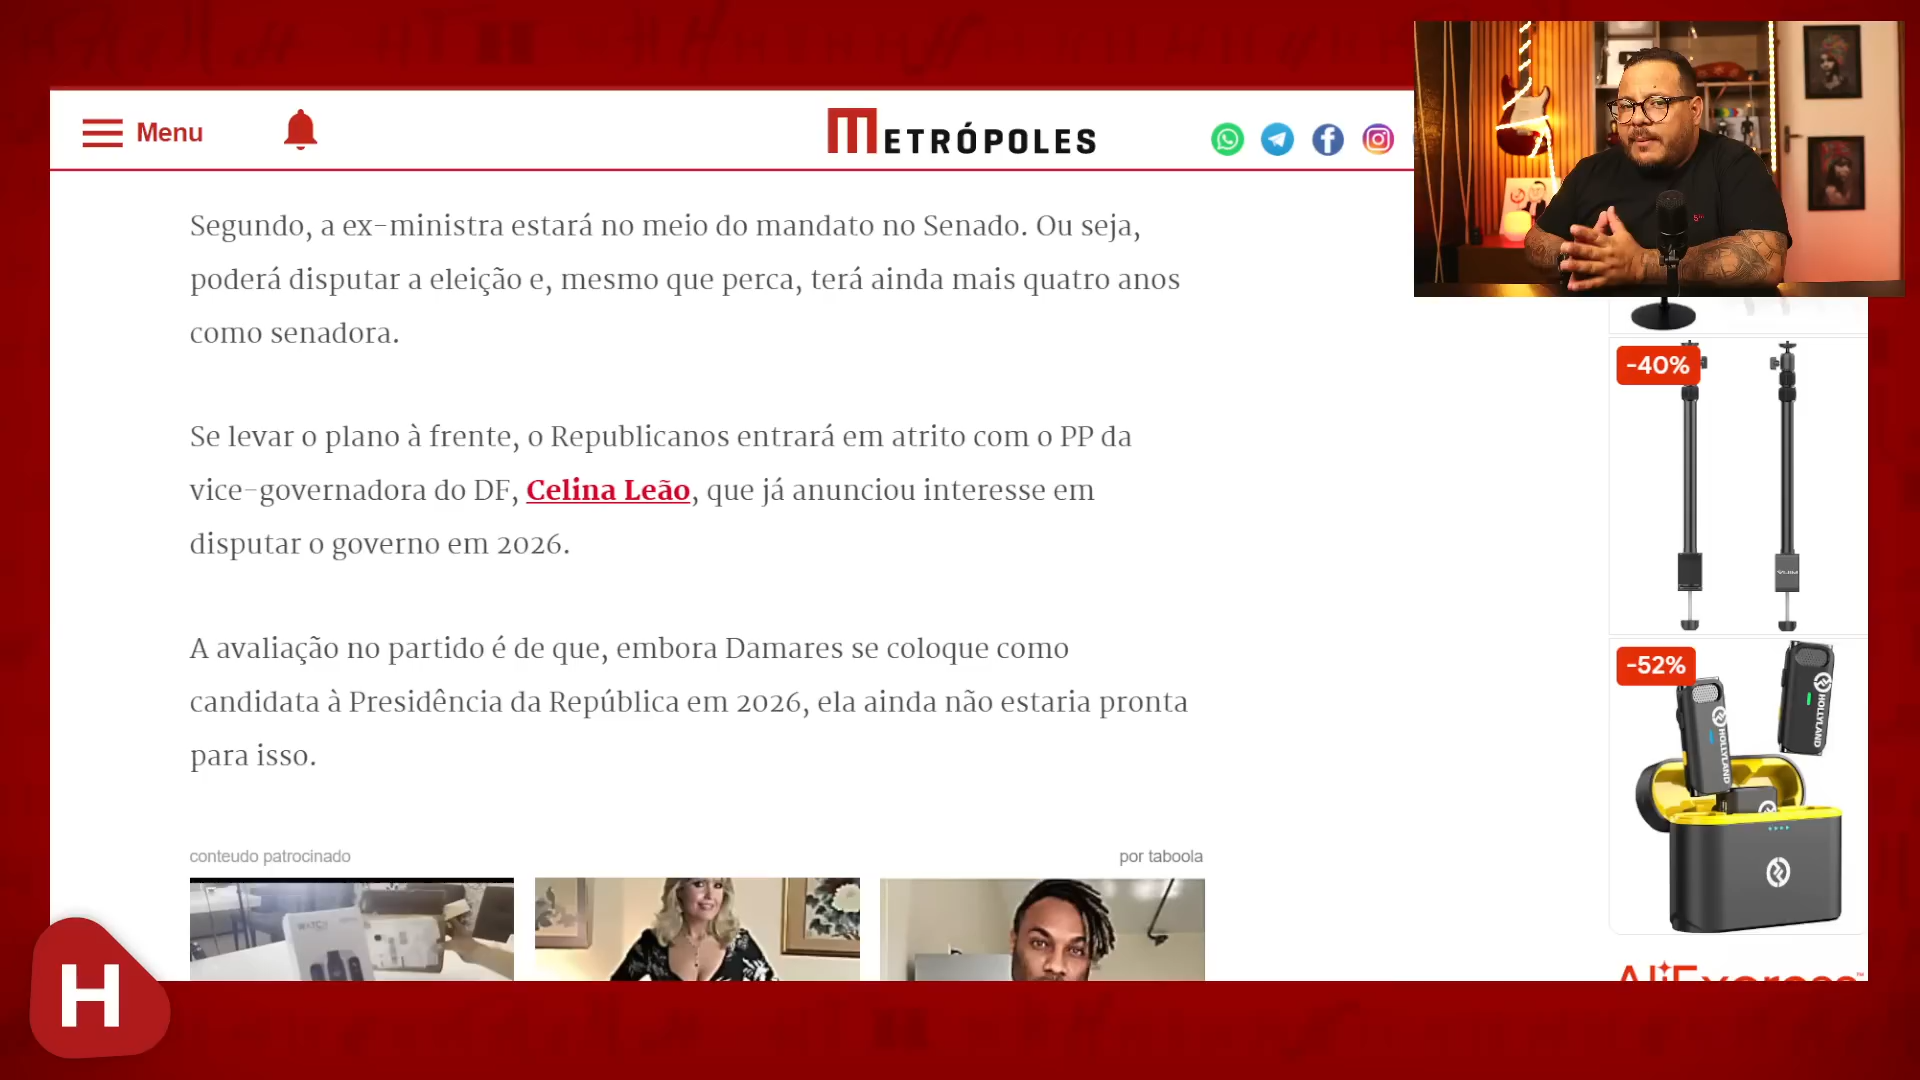 Menu
METRÓPOLES
Segundo, a ex-ministra estará no meio do mandato no Senado. Ou seja,
poderá disputar a eleição e, mesmo que perca, terá ainda mais quatro anos
como senadora.
Se levar o plano à frente, o Republicanos entrará em atrito com o PP da
vice-governadora do DF, Celina Leão, que já anunciou interesse em
disputar o governo em 2026.
A avaliação no partido é de que, embora Damares se coloque como
candidata à Presidência da República em 2026, ela ainda não estaria pronta
para isso.
conteudo patrocinado
por taboola
WATCH
-40%
-52%
HOLLYLAND
HOLLYLAND
AliExpress
H